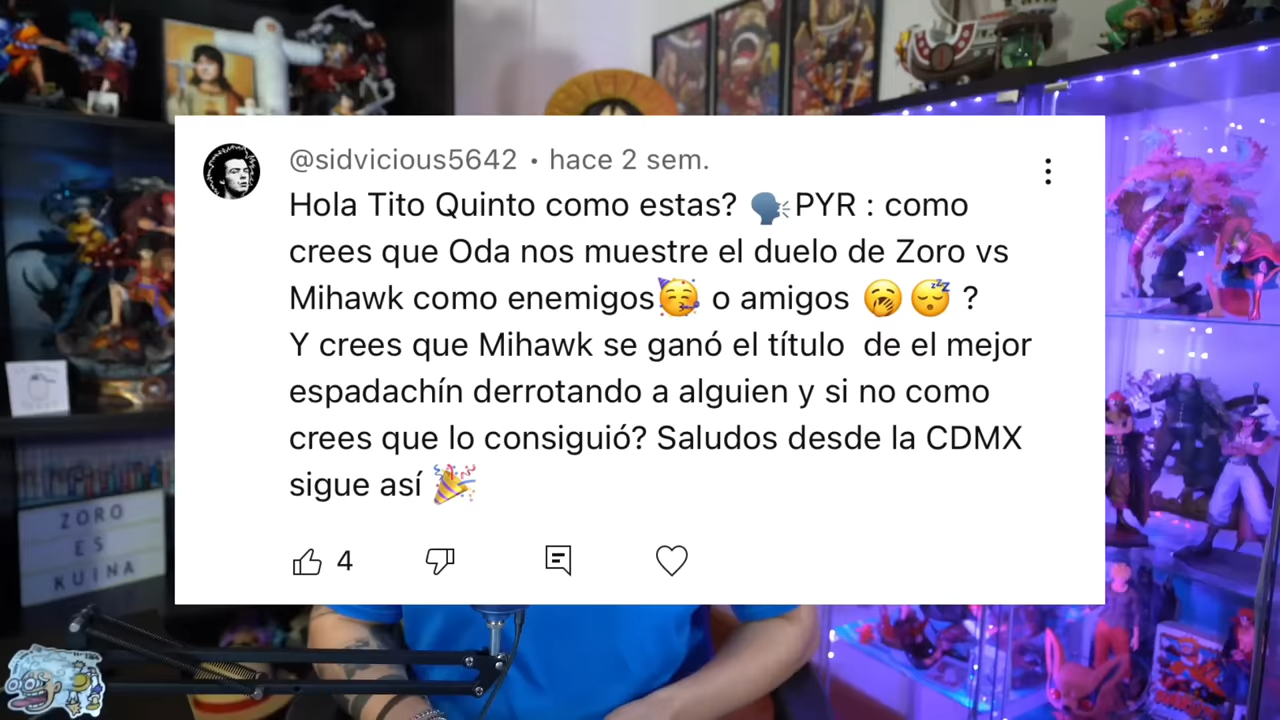 @sidvicious5642 • hace 2 sem.
Hola Tito Quinto como estas? 🗣️PYR : como
crees que Oda nos muestre el duelo de Zoro vs
Mihawk como enemigos🥳 o amigos 🥱😴 ?
Y crees que Mihawk se ganó el título  de el mejor
espadachín derrotando a alguien y si no como
crees que lo consiguió? Saludos desde la CDMX
sigue así 🎉
4
ZORO
ES
KUINA